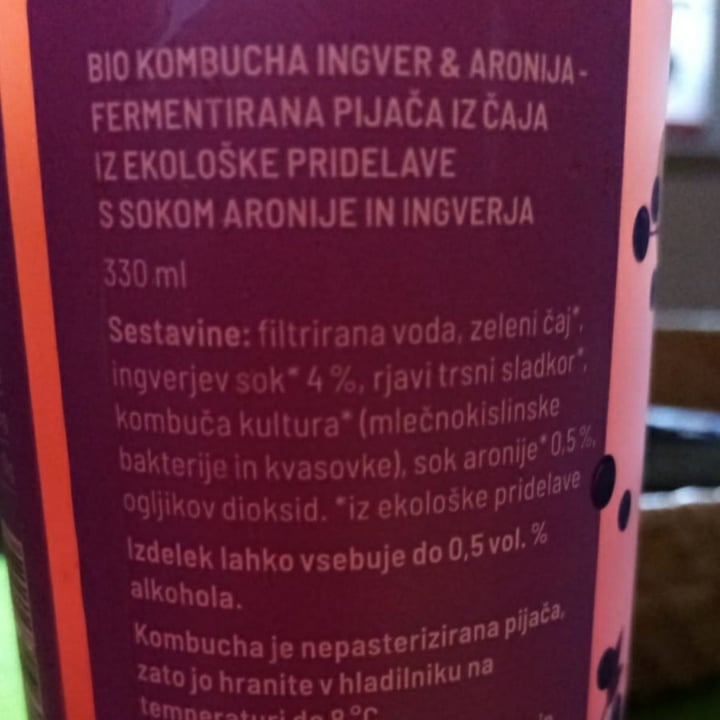 BIO KOMBUCHA INGVER & ARONIJA -
FERMENTIRANA PIJAČA IZ ČAJA
IZ EKOLOŠKE PRIDELAVE
S SOKOM ARONIJE IN INGVERJA
330 ml
Sestavine: filtrirana voda, zeleni čaj*,
ingverjev sok* 4 %, rjavi trsni sladkor*,
kombuča kultura* (mlečnokislinske
bakterije in kvasovke), sok aronije* 0,5 %,
ogljikov dioksid. *iz ekološke pridelave
Izdelek lahko vsebuje do 0,5 vol. %
alkohola.
Kombucha je nepasterizirana pijača,
zato jo hranite v hladilniku na
temperaturi do 8 °C